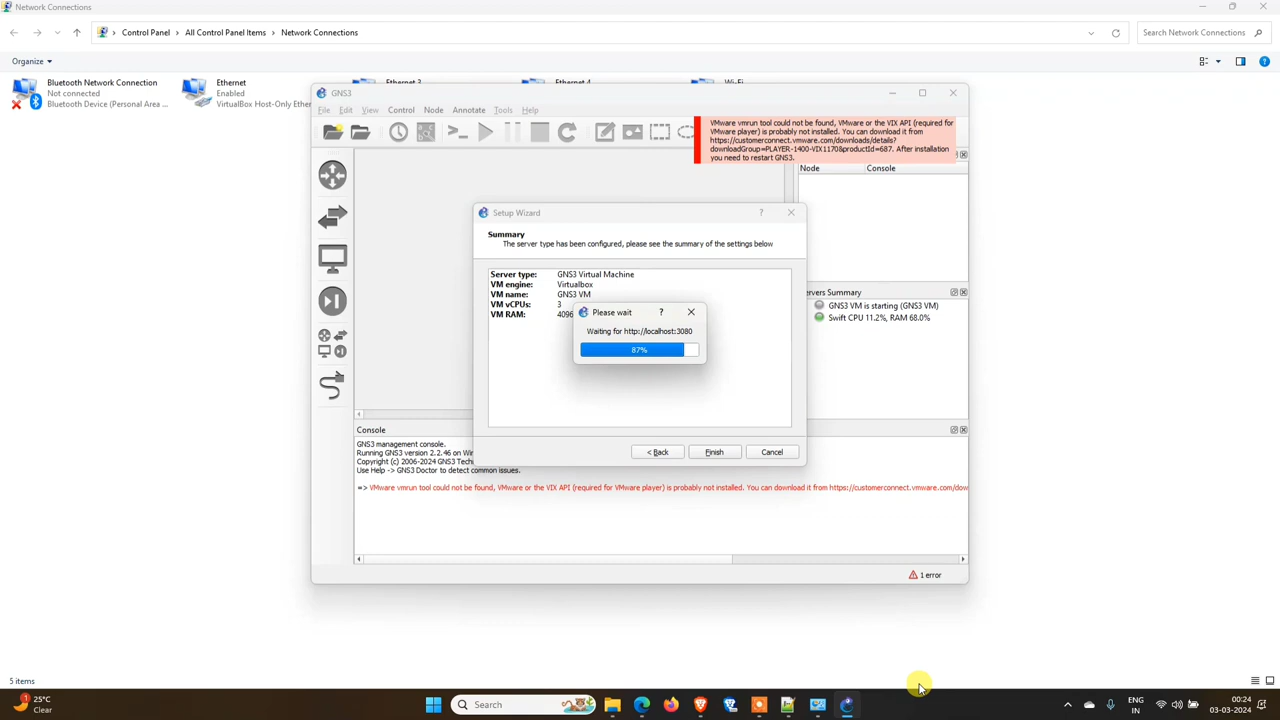 Network Connections
Control Panel > All Control Panel Items > Network Connections
Search Network Connections
Organize
Bluetooth Network Connection
Not connected
Bluetooth Device (Personal Area ...
Ethernet
Enabled
VirtualBox Host-Only Ether
Ethernet 3
Ethernet 4
Wi-Fi
GNS3
File Edit View Control Node Annotate Tools Help
VMware vmrun tool could not be found, VMware or the VIX API (required for
VMware player) is probably not installed. You can download it from
https://customerconnect.vmware.com/downloads/details?
downloadGroup=PLAYER-1400-VIX1170&productId=687. After installation
you need to restart GNS3.
Node Console
Setup Wizard
Summary
The server type has been configured, please see the summary of the settings below
Server type: GNS3 Virtual Machine
VM engine: Virtualbox
VM name: GNS3 VM
VM vCPUs: 3
VM RAM: 4096
Please wait
Waiting for http://localhost:3080
87%
< Back Finish Cancel
ervers Summary
GNS3 VM is starting (GNS3 VM)
Swift CPU 11.2%, RAM 68.0%
Console
GNS3 management console.
Running GNS3 version 2.2.46 on Win
Copyright (c) 2006-2024 GNS3 Tech
Use Help -> GNS3 Doctor to detect common issues.
=> VMware vmrun tool could not be found, VMware or the VIX API (required for VMware player) is probably not installed. You can download it from https://customerconnect.vmware.com/dow
1 error
5 items
1
25°C
Clear
Search
ENG
IN
00:24
03-03-2024